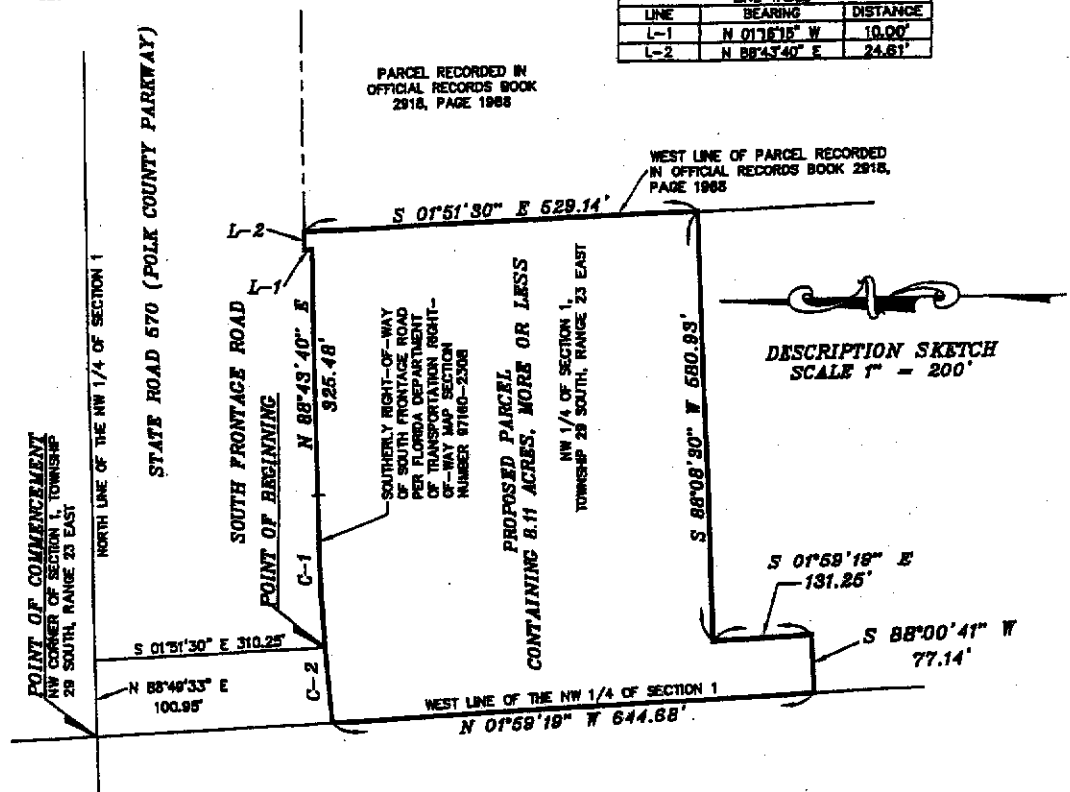 LINE BEARING DISTANCE
L-1 N 01°16'15" W 10.00'
L-2 N 88°43'40" E 24.61'
PARCEL RECORDED IN
OFFICIAL RECORDS BOOK
2918, PAGE 1968
WEST LINE OF PARCEL RECORDED
IN OFFICIAL RECORDS BOOK 2918,
PAGE 1968
S 01°51'30" E 529.14'
L-2
L-1
STATE ROAD 570 (POLK COUNTY PARKWAY)
NORTH LINE OF THE NW 1/4 OF SECTION 1
SOUTH FRONTAGE ROAD
POINT OF BEGINNING
N 88°43'40" E
325.48'
C-1
C-2
SOUTHERLY RIGHT-OF-WAY
OF SOUTH FRONTAGE ROAD
PER FLORIDA DEPARTMENT
OF TRANSPORTATION RIGHT-
OF-WAY MAP SECTION
NUMBER 97160-2308
PROPOSED PARCEL
CONTAINING 8.11 ACRES, MORE OR LESS
NW 1/4 OF SECTION 1,
TOWNSHIP 29 SOUTH, RANGE 23 EAST
S 88°08'30" W 580.93'
DESCRIPTION SKETCH
SCALE 1" = 200'
S 01°59'19" E
131.25'
S 88°00'41" W
77.14'
POINT OF COMMENCEMENT
NW CORNER OF SECTION 1, TOWNSHIP
29 SOUTH, RANGE 23 EAST
S 01°51'30" E 310.25'
N 88°49'33" E
100.95'
WEST LINE OF THE NW 1/4 OF SECTION 1
N 01°59'19" W 644.68'